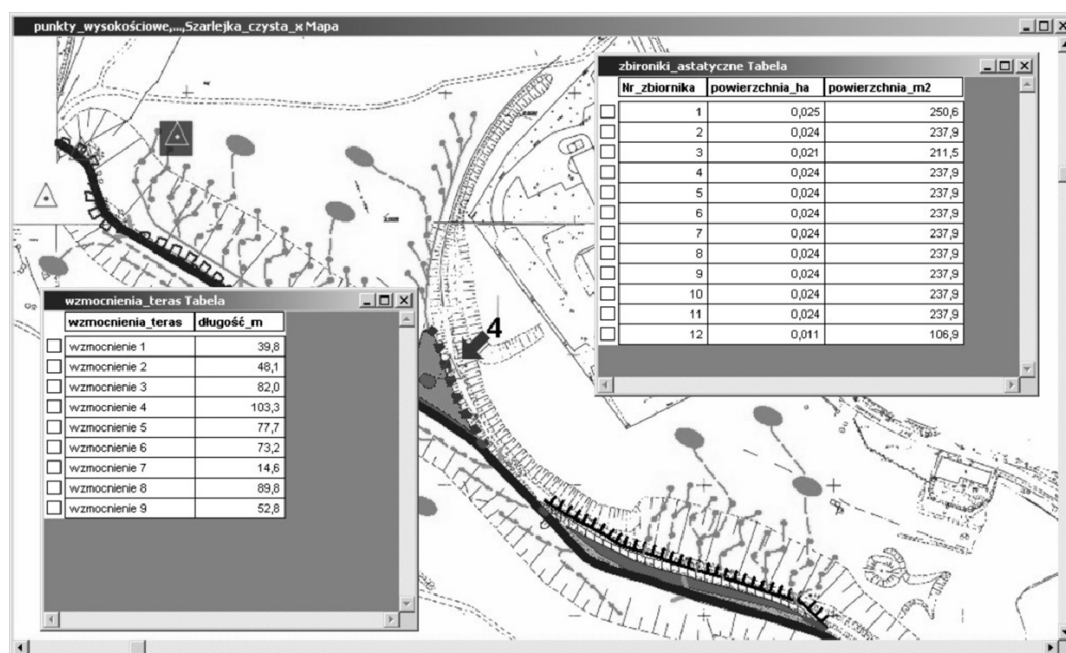 punkty_wysokościowe,...,Szarlejka_czysta_x Mapa
zbironiki_astatyczne Tabela
Nr_zbiornika powierzchnia_ha powierzchnia_m2
1 0,025 250,6
2 0,024 237,9
3 0,021 211,5
4 0,024 237,9
5 0,024 237,9
6 0,024 237,9
7 0,024 237,9
8 0,024 237,9
9 0,024 237,9
10 0,024 237,9
11 0,024 237,9
12 0,011 106,9
4
wzmocnienia_teras Tabela
wzmocnienia_teras długość_m
wzmocnienie 1 39,8
wzmocnienie 2 48,1
wzmocnienie 3 82,0
wzmocnienie 4 103,3
wzmocnienie 5 77,7
wzmocnienie 6 73,2
wzmocnienie 7 14,6
wzmocnienie 8 89,8
wzmocnienie 9 52,8